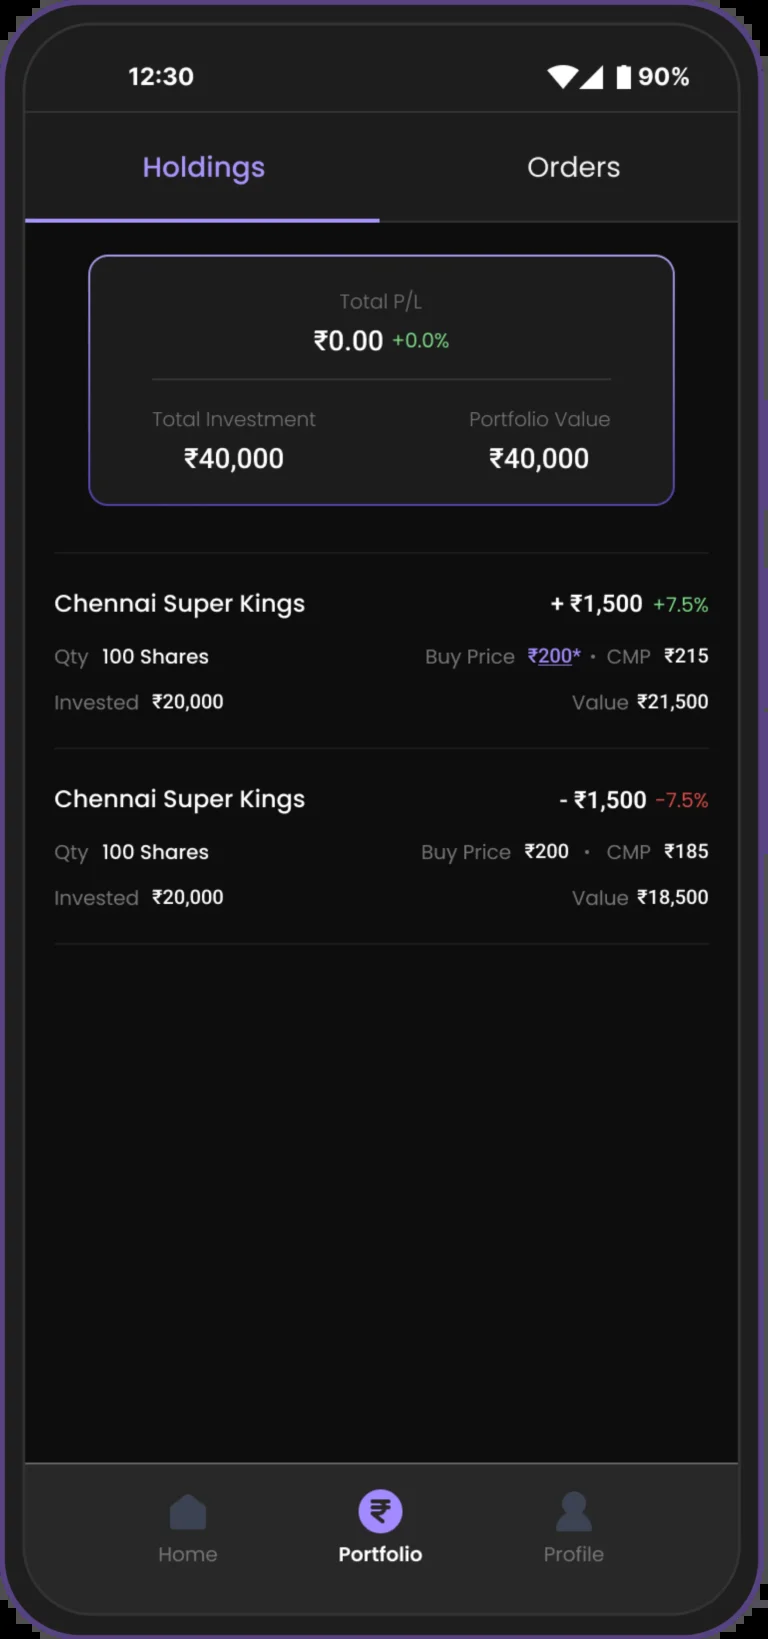 12:30 90%
Holdings Orders
Total P/L
₹0.00 +0.0%
Total Investment Portfolio Value
₹40,000 ₹40,000
Chennai Super Kings + ₹1,500 +7.5%
Qty 100 Shares Buy Price ₹200* • CMP ₹215
Invested ₹20,000 Value ₹21,500
Chennai Super Kings - ₹1,500 -7.5%
Qty 100 Shares Buy Price ₹200 • CMP ₹185
Invested ₹20,000 Value ₹18,500
₹
Home Portfolio Profile